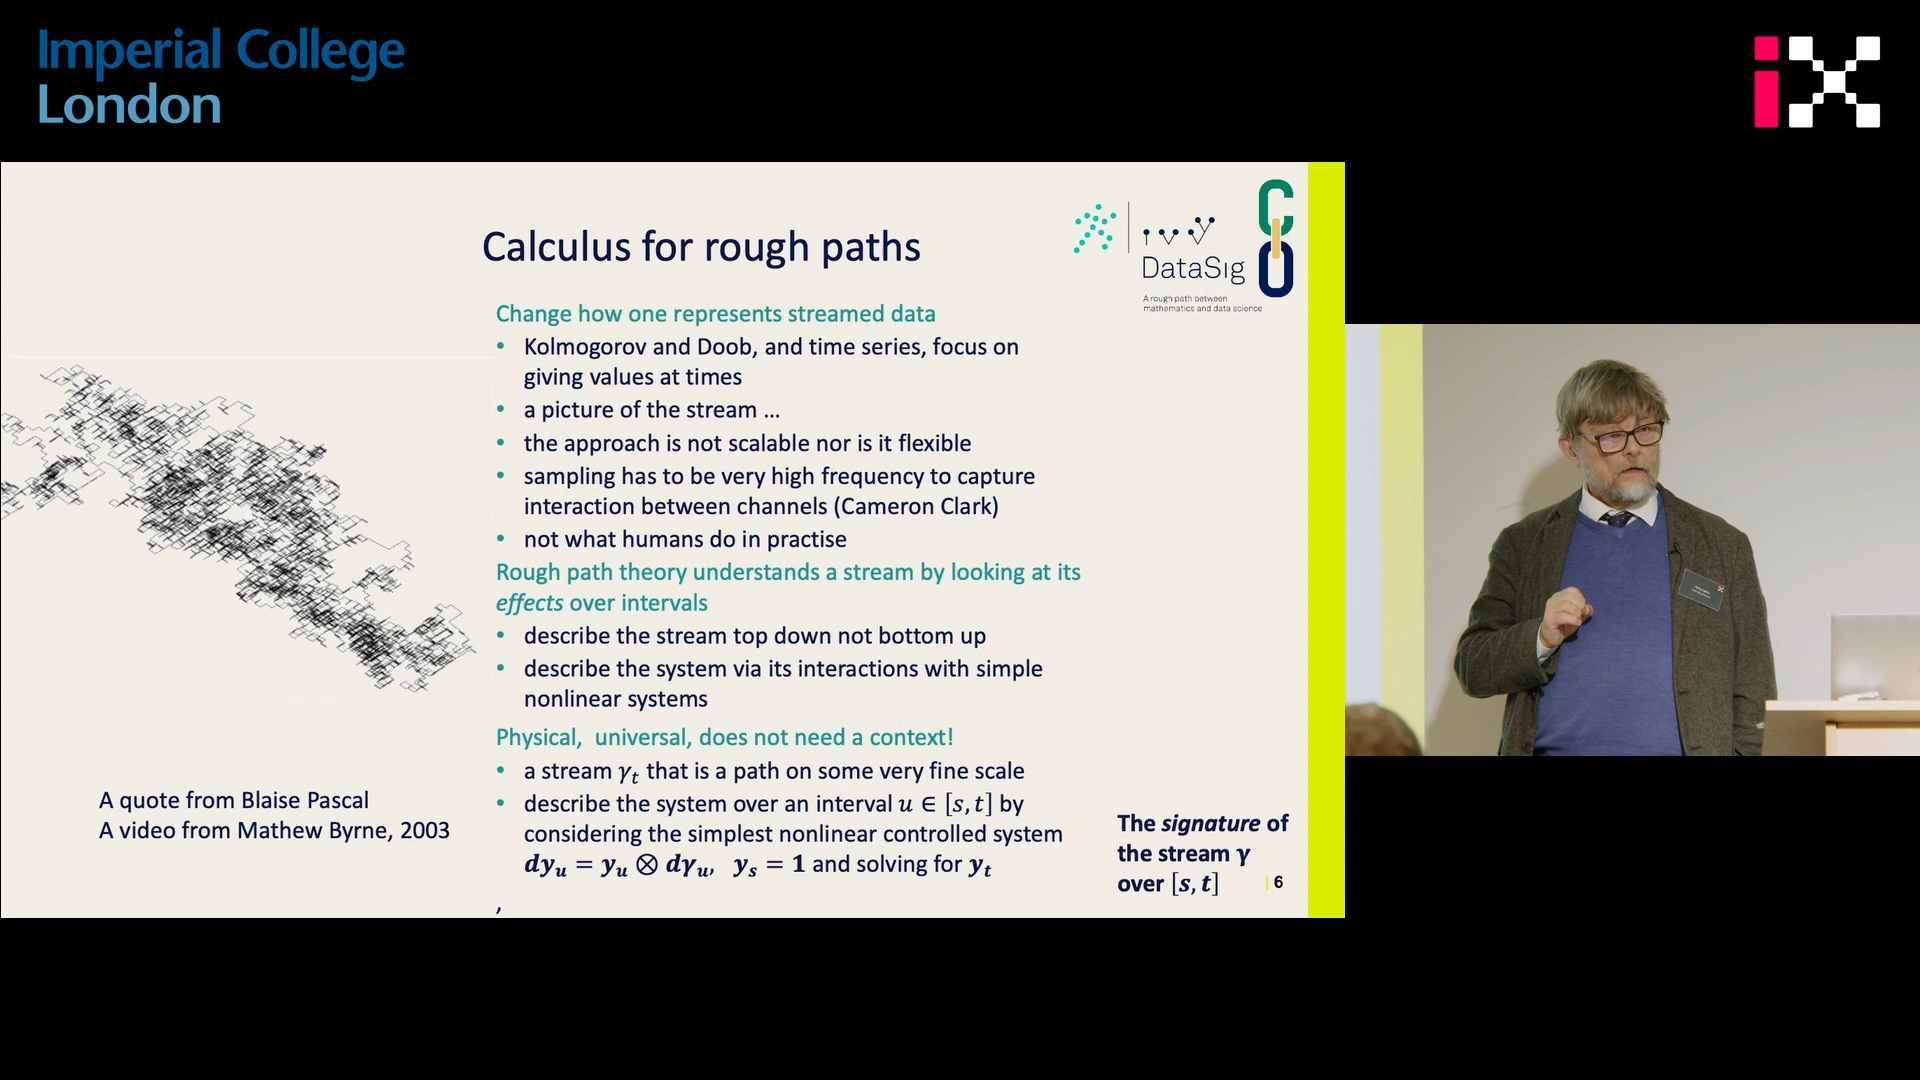 Imperial College
London
iX
Calculus for rough paths
DataSig
A rough path between
mathematics and data science
Change how one represents streamed data
• Kolmogorov and Doob, and time series, focus on
giving values at times
• a picture of the stream ...
• the approach is not scalable nor is it flexible
• sampling has to be very high frequency to capture
interaction between channels (Cameron Clark)
• not what humans do in practise
Rough path theory understands a stream by looking at its
effects over intervals
• describe the stream top down not bottom up
• describe the system via its interactions with simple
nonlinear systems
Physical,  universal, does not need a context!
• a stream γₜ that is a path on some very fine scale
• describe the system over an interval u ∈ [s, t] by
considering the simplest nonlinear controlled system
dyᵤ = yᵤ ⊗ dγᵤ,  yₛ = 1 and solving for yₜ
,
A quote from Blaise Pascal
A video from Mathew Byrne, 2003
The signature of
the stream γ
over [s, t]
6